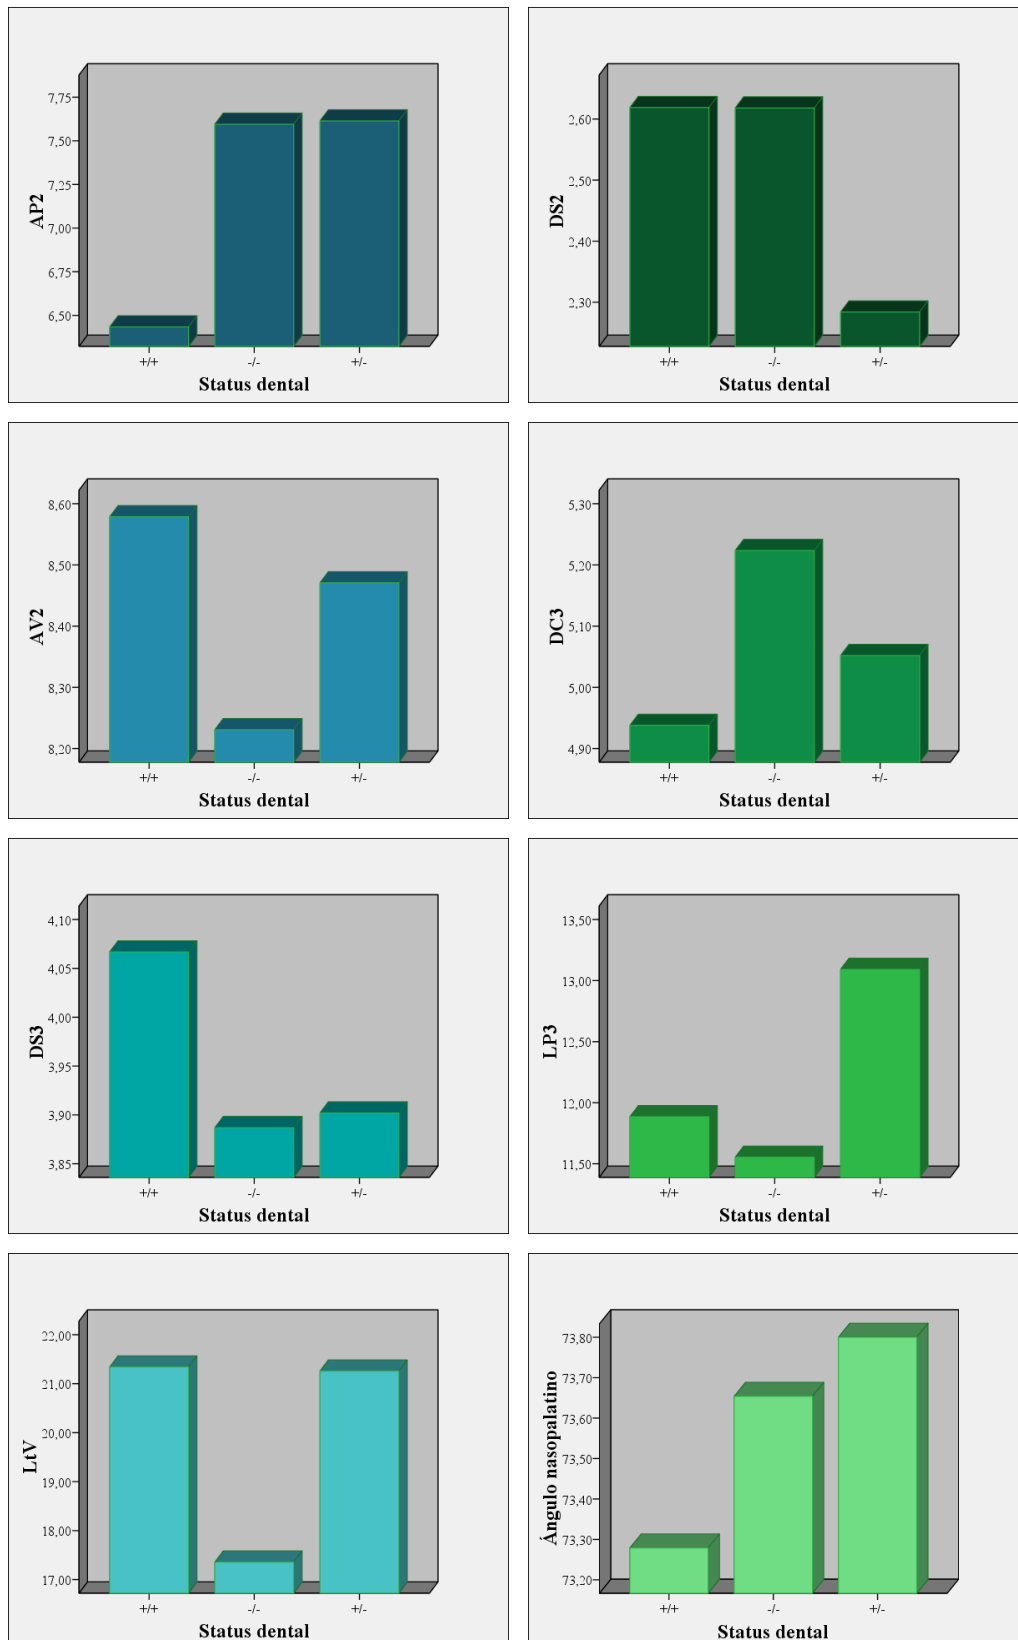 AP2
7,75
7,50
7,25
7,00
6,75
6,50
+/+ -/- +/-
Status dental
DS2
2,60
2,50
2,40
2,30
+/+ -/- +/-
Status dental
AV2
8,60
8,50
8,40
8,30
8,20
+/+ -/- +/-
Status dental
DC3
5,30
5,20
5,10
5,00
4,90
+/+ -/- +/-
Status dental
DS3
4,10
4,05
4,00
3,95
3,90
3,85
+/+ -/- +/-
Status dental
LP3
13,50
13,00
12,50
12,00
11,50
+/+ -/- +/-
Status dental
LtV
22,00
21,00
20,00
19,00
18,00
17,00
+/+ -/- +/-
Status dental
Ángulo nasopalatino
73,80
73,70
73,60
73,50
73,40
73,30
73,20
+/+ -/- +/-
Status dental